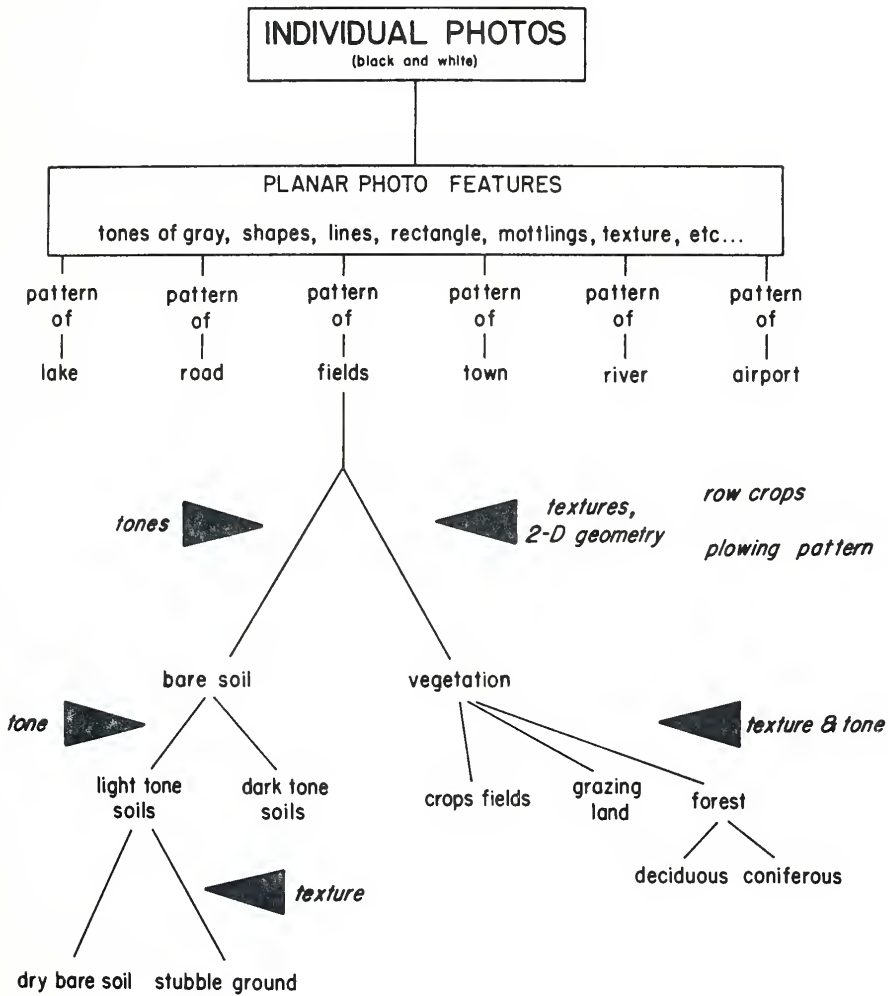 INDIVIDUAL PHOTOS
(black and white)
PLANAR PHOTO FEATURES
tones of gray, shapes, lines, rectangle, mottlings, texture, etc...
pattern of lake
pattern of road
pattern of fields
pattern of town
pattern of river
pattern of airport
tones
textures,
2-D geometry
row crops
plowing pattern
bare soil
vegetation
tone
texture & tone
light tone
soils
dark tone
soils
crops fields
grazing
land
forest
deciduous
coniferous
texture
dry bare soil
stubble ground